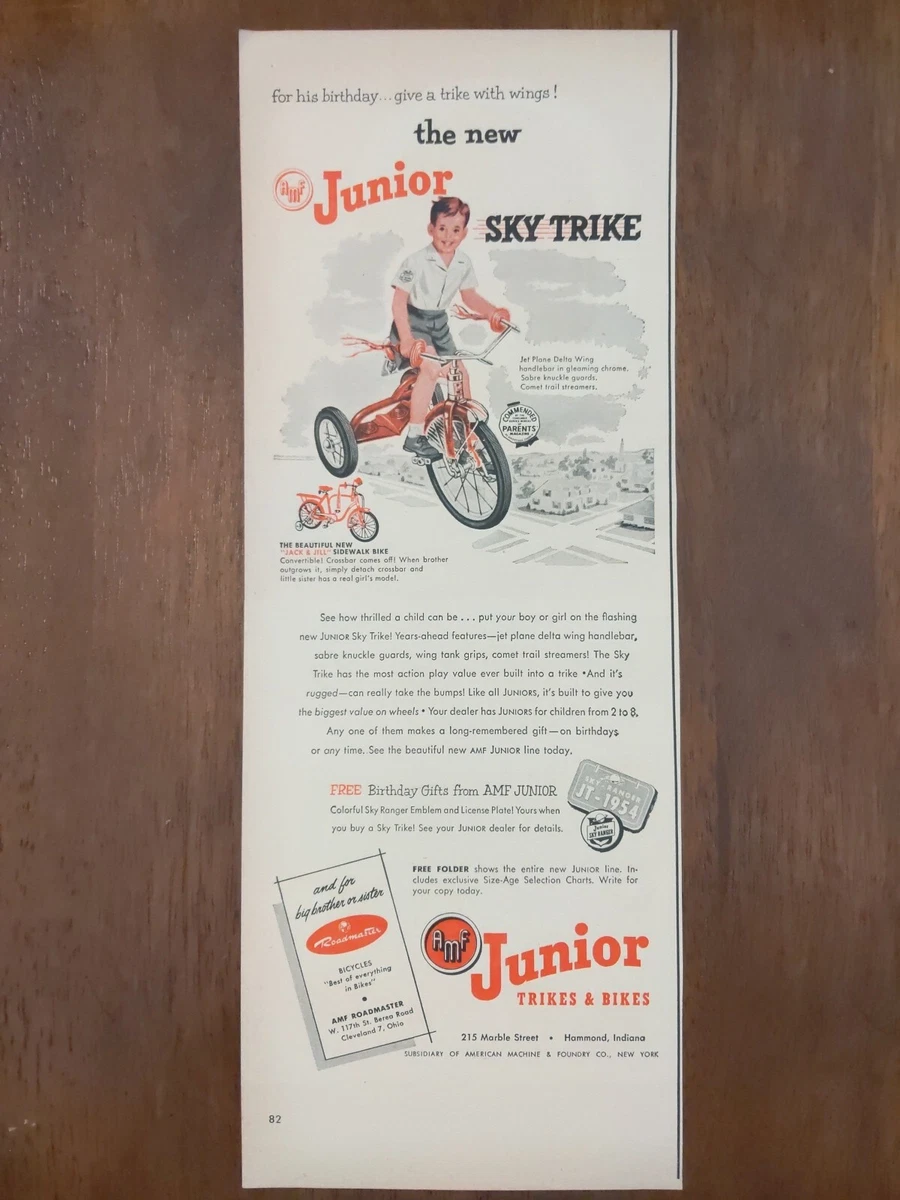 for his birthday...give a trike with wings!
the new
AMF Junior
SKY TRIKE
Jet Plane Delta Wing
handlebar in gleaming chrome.
Sabre knuckle guards.
Comet trail streamers.
COMMENDED
PARENTS'
MAGAZINE
THE BEAUTIFUL NEW
"JACK & JILL" SIDEWALK BIKE
Convertible! Crossbar comes off! When brother
outgrows it, simply detach crossbar and
little sister has a real girl's model.
See how thrilled a child can be... put your boy or girl on the flashing
new JUNIOR Sky Trike! Years-ahead features—jet plane delta wing handlebar,
sabre knuckle guards, wing tank grips, comet trail streamers! The Sky
Trike has the most action play value ever built into a trike • And it's
rugged—can really take the bumps! Like all JUNIORS, it's built to give you
the biggest value on wheels • Your dealer has JUNIORS for children from 2 to 8.
Any one of them makes a long-remembered gift—on birthdays
or any time. See the beautiful new AMF JUNIOR line today.
FREE Birthday Gifts from AMF JUNIOR
Colorful Sky Ranger Emblem and License Plate! Yours when
you buy a Sky Trike! See your JUNIOR dealer for details.
SKY-RANGER
JT-1954
Junior
SKY RANGER
FREE FOLDER shows the entire new JUNIOR line. In-
cludes exclusive Size-Age Selection Charts. Write for
your copy today.
and for
big brother or sister
Roadmaster
BICYCLES
"Best of everything
in Bikes"
•
AMF ROADMASTER
W. 117th St. Berea Road
Cleveland 7, Ohio
AMF Junior
TRIKES & BIKES
215 Marble Street • Hammond, Indiana
SUBSIDIARY OF AMERICAN MACHINE & FOUNDRY CO., NEW YORK
82